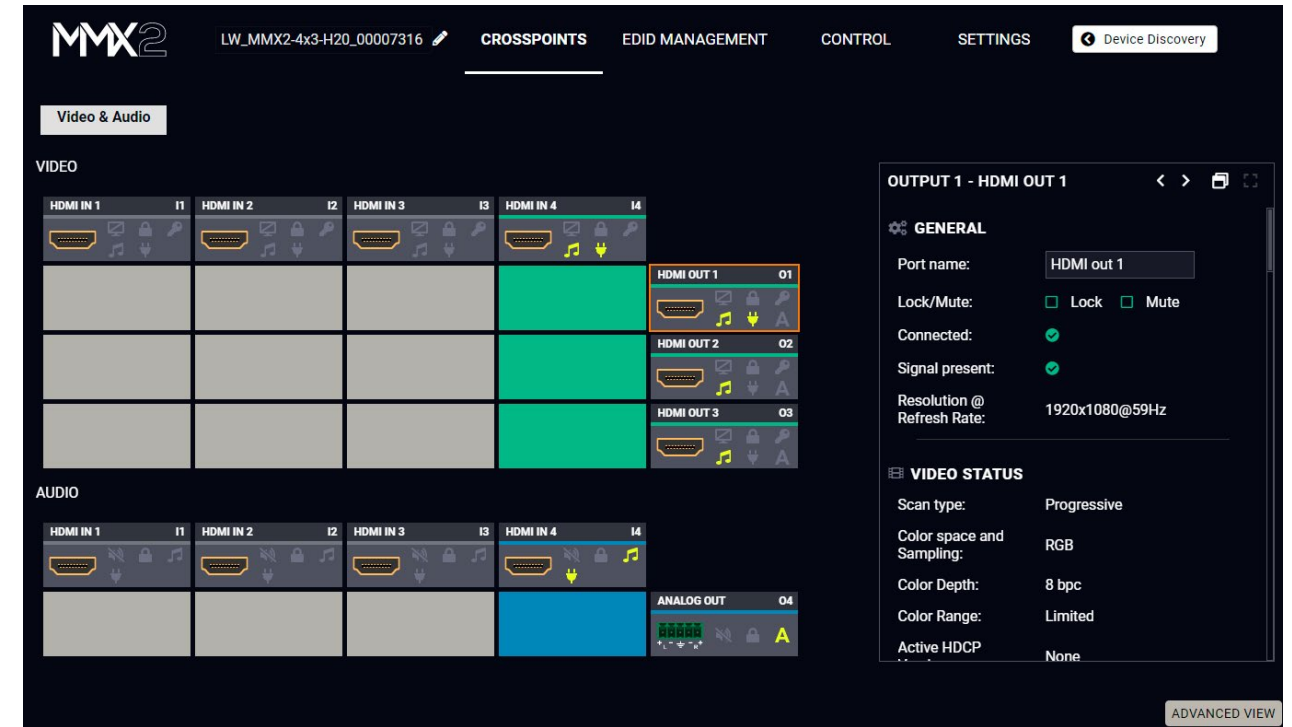 MMX2 LW_MMX2-4x3-H20_00007316 CROSSPOINTS EDID MANAGEMENT CONTROL SETTINGS Device Discovery
Video & Audio
VIDEO
HDMI IN 1 I1 HDMI IN 2 I2 HDMI IN 3 I3 HDMI IN 4 I4
HDMI OUT 1 O1
A
HDMI OUT 2 O2
A
HDMI OUT 3 O3
A
AUDIO
HDMI IN 1 I1 HDMI IN 2 I2 HDMI IN 3 I3 HDMI IN 4 I4
ANALOG OUT O4
A
+L- -R+
OUTPUT 1 - HDMI OUT 1
GENERAL
Port name: HDMI out 1
Lock/Mute: Lock Mute
Connected:
Signal present:
Resolution @
Refresh Rate: 1920x1080@59Hz
VIDEO STATUS
Scan type: Progressive
Color space and
Sampling: RGB
Color Depth: 8 bpc
Color Range: Limited
Active HDCP
None
ADVANCED VIEW